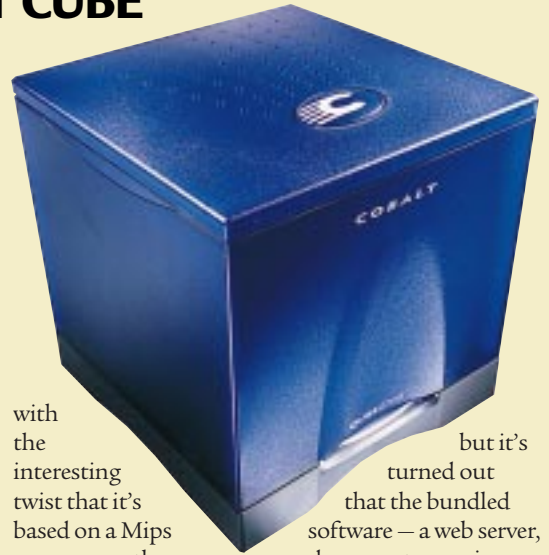 CUBE
COBALT
with
the
interesting
twist that it's
based on a Mips
but it's
turned out
that the bundled
software – a web server,